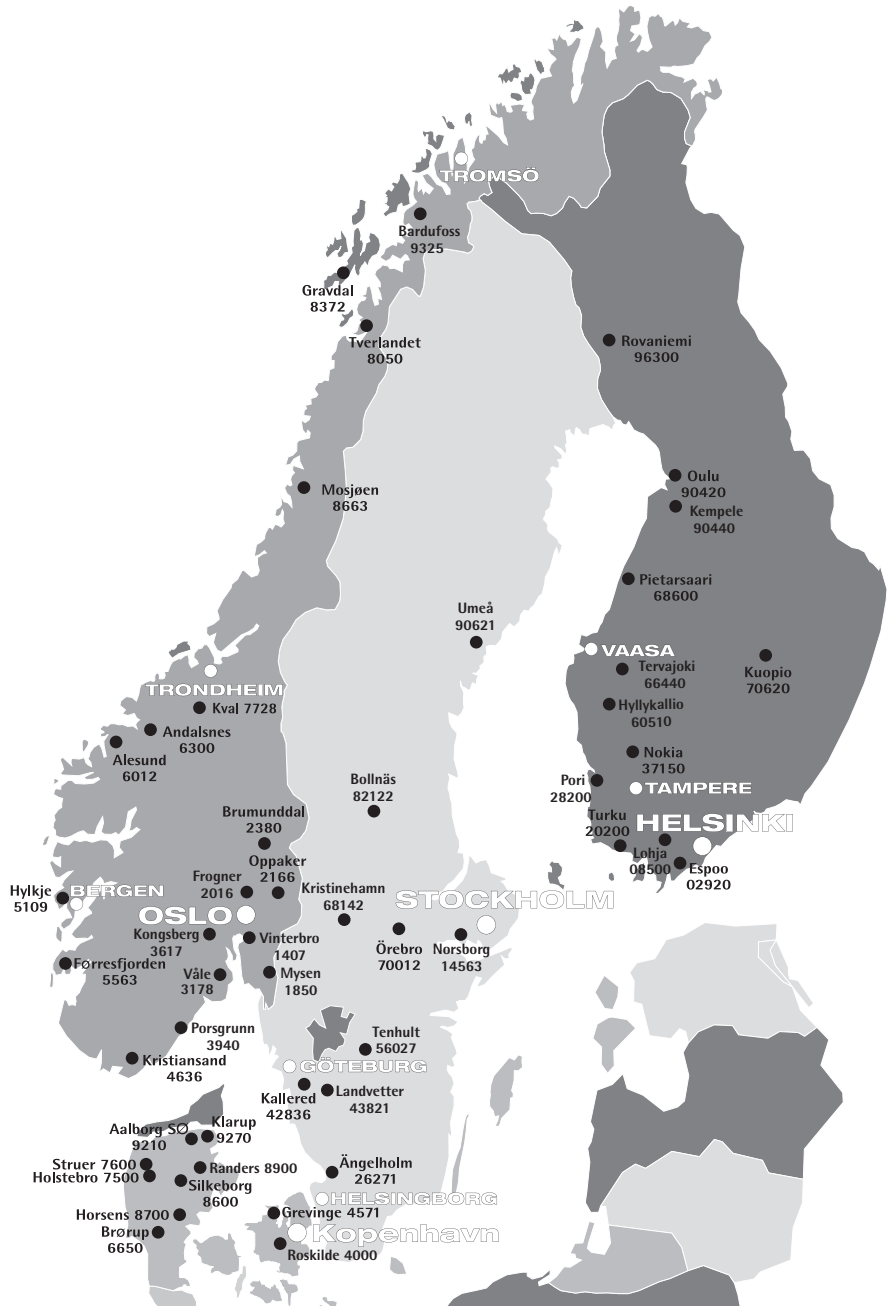 TROMSÖ
Bardufoss
9325
Gravdal
8372
Tverlandet
8050
Rovaniemi
96300
Mosjøen
8663
Oulu
90420
Kempele
90440
Pietarsaari
68600
Umeå
90621
VAASA
Tervajoki
66440
Kuopio
70620
TRONDHEIM
Kval 7728
Hyllykallio
60510
Andalsnes
6300
Alesund
6012
Nokia
37150
Pori
28200
TAMPERE
Bollnäs
82122
Brumunddal
2380
Turku
20200
HELSINKI
Lohja
08500
Espoo
02920
Oppaker
2166
Frogner
2016
Hylkje
5109
BERGEN
Kristinehamn
68142
STOCKHOLM
OSLO
Kongsberg
3617
Vinterbro
1407
Örebro
70012
Norsborg
14563
Førresfjorden
5563
Våle
3178
Mysen
1850
Porsgrunn
3940
Tenhult
56027
Kristiansand
4636
GÖTEBURG
Kallered
42836
Landvetter
43821
Aalborg SØ
9210
Klarup
9270
Struer 7600
Holstebro 7500
Randers 8900
Silkeborg
8600
Ängelholm
26271
HELSINGBORG
Horsens 8700
Grevinge 4571
Brørup
6650
Kopenhavn
Roskilde 4000